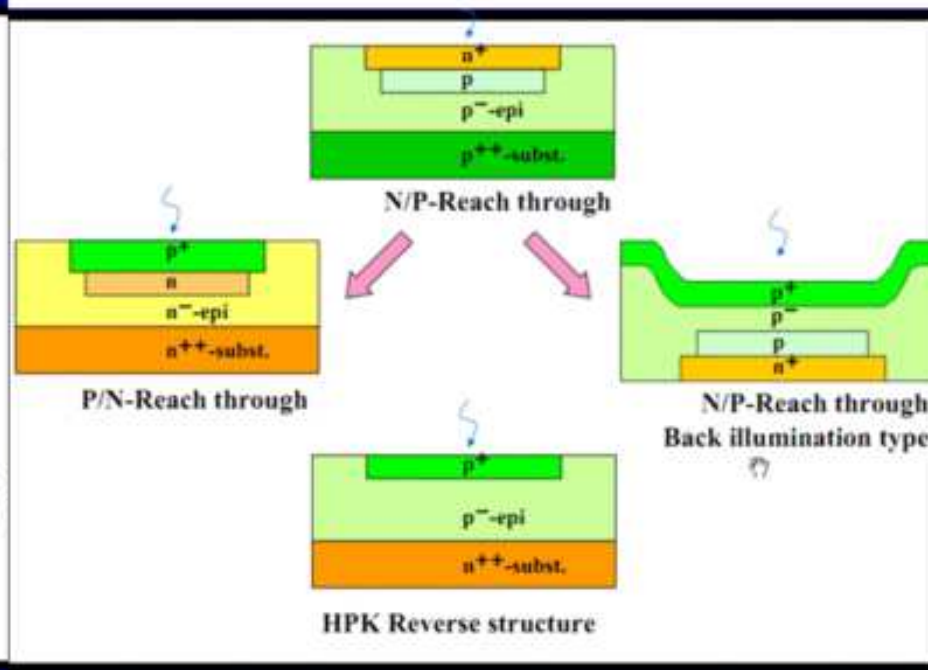 n⁺
p
p⁻-epi
p⁺⁺-subst.
N/P-Reach through
p⁺
n
n⁻-epi
n⁺⁺-subst.
P/N-Reach through
p⁺
p⁻
p
n⁺
N/P-Reach through
Back illumination type
p⁺
p⁻-epi
n⁺⁺-subst.
HPK Reverse structure